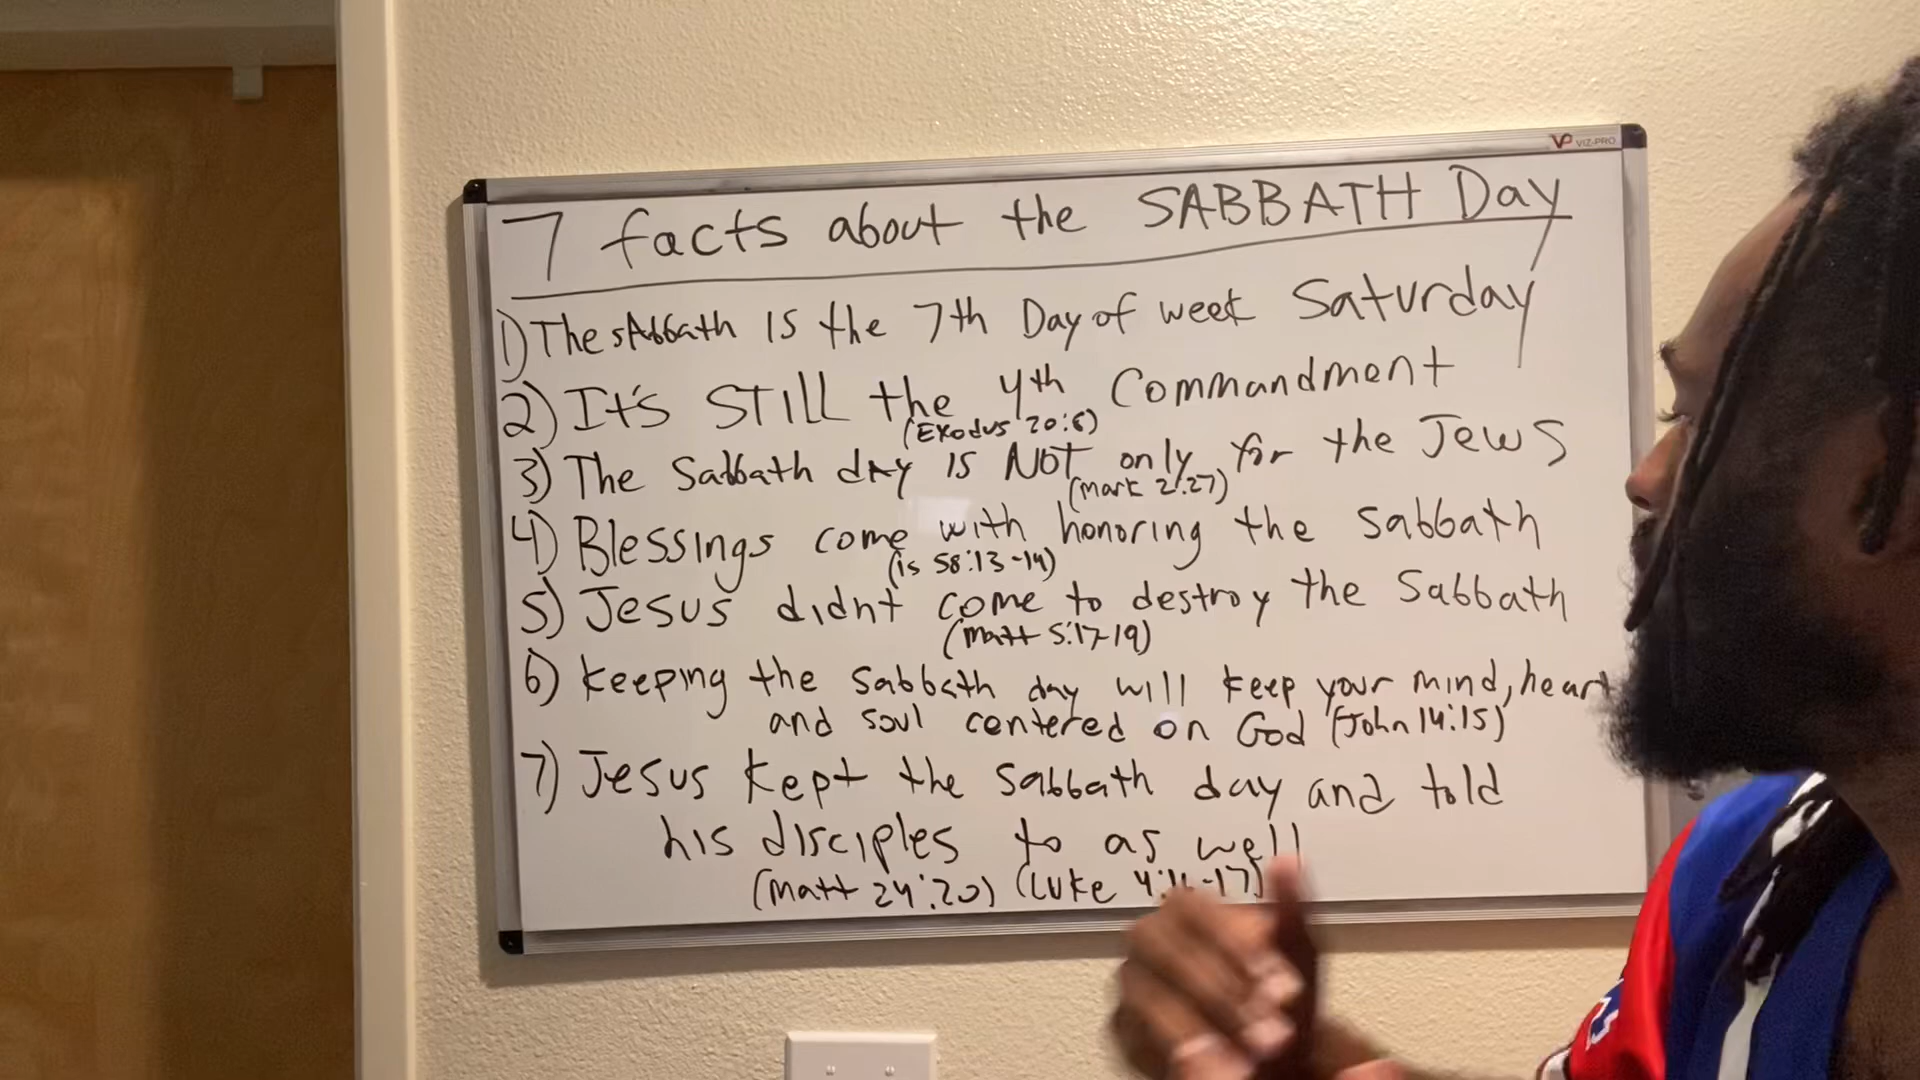 VP VIZ-PRO
7 facts about the SABBATH Day
1) The sAbbath IS the 7th Day of week Saturday
2) It's STILL the 4th Commandment
(Exodus 20:8)
3) The Sabbath dAy is NOT only for the Jews
(mark 2:27)
4) Blessings come with honoring the Sabbath
(is 58:13-14)
5) Jesus didnt come to destroy the Sabbath
(matt 5:17-19)
6) keeping the Sabbath day will keep your mind, heart
and soul centered on God (John 14:15)
7) Jesus kept the Sabbath day and told
his disciples to as well
(matt 24:20) (Luke 4:16-17)